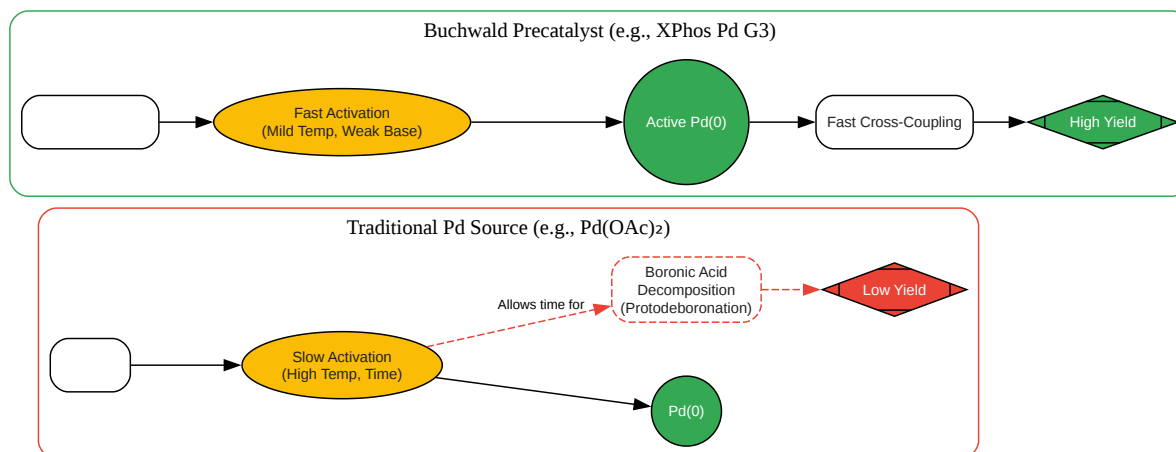 Buchwald Precatalyst (e.g., XPhos Pd G3)
Fast Activation
(Mild Temp, Weak Base)
Active Pd(0)
Fast Cross-Coupling
High Yield
Traditional Pd Source (e.g., Pd(OAc)₂)
Boronic Acid
Decomposition
(Protodeboronation)
Low Yield
Allows time for
Slow Activation
(High Temp, Time)
Pd(0)